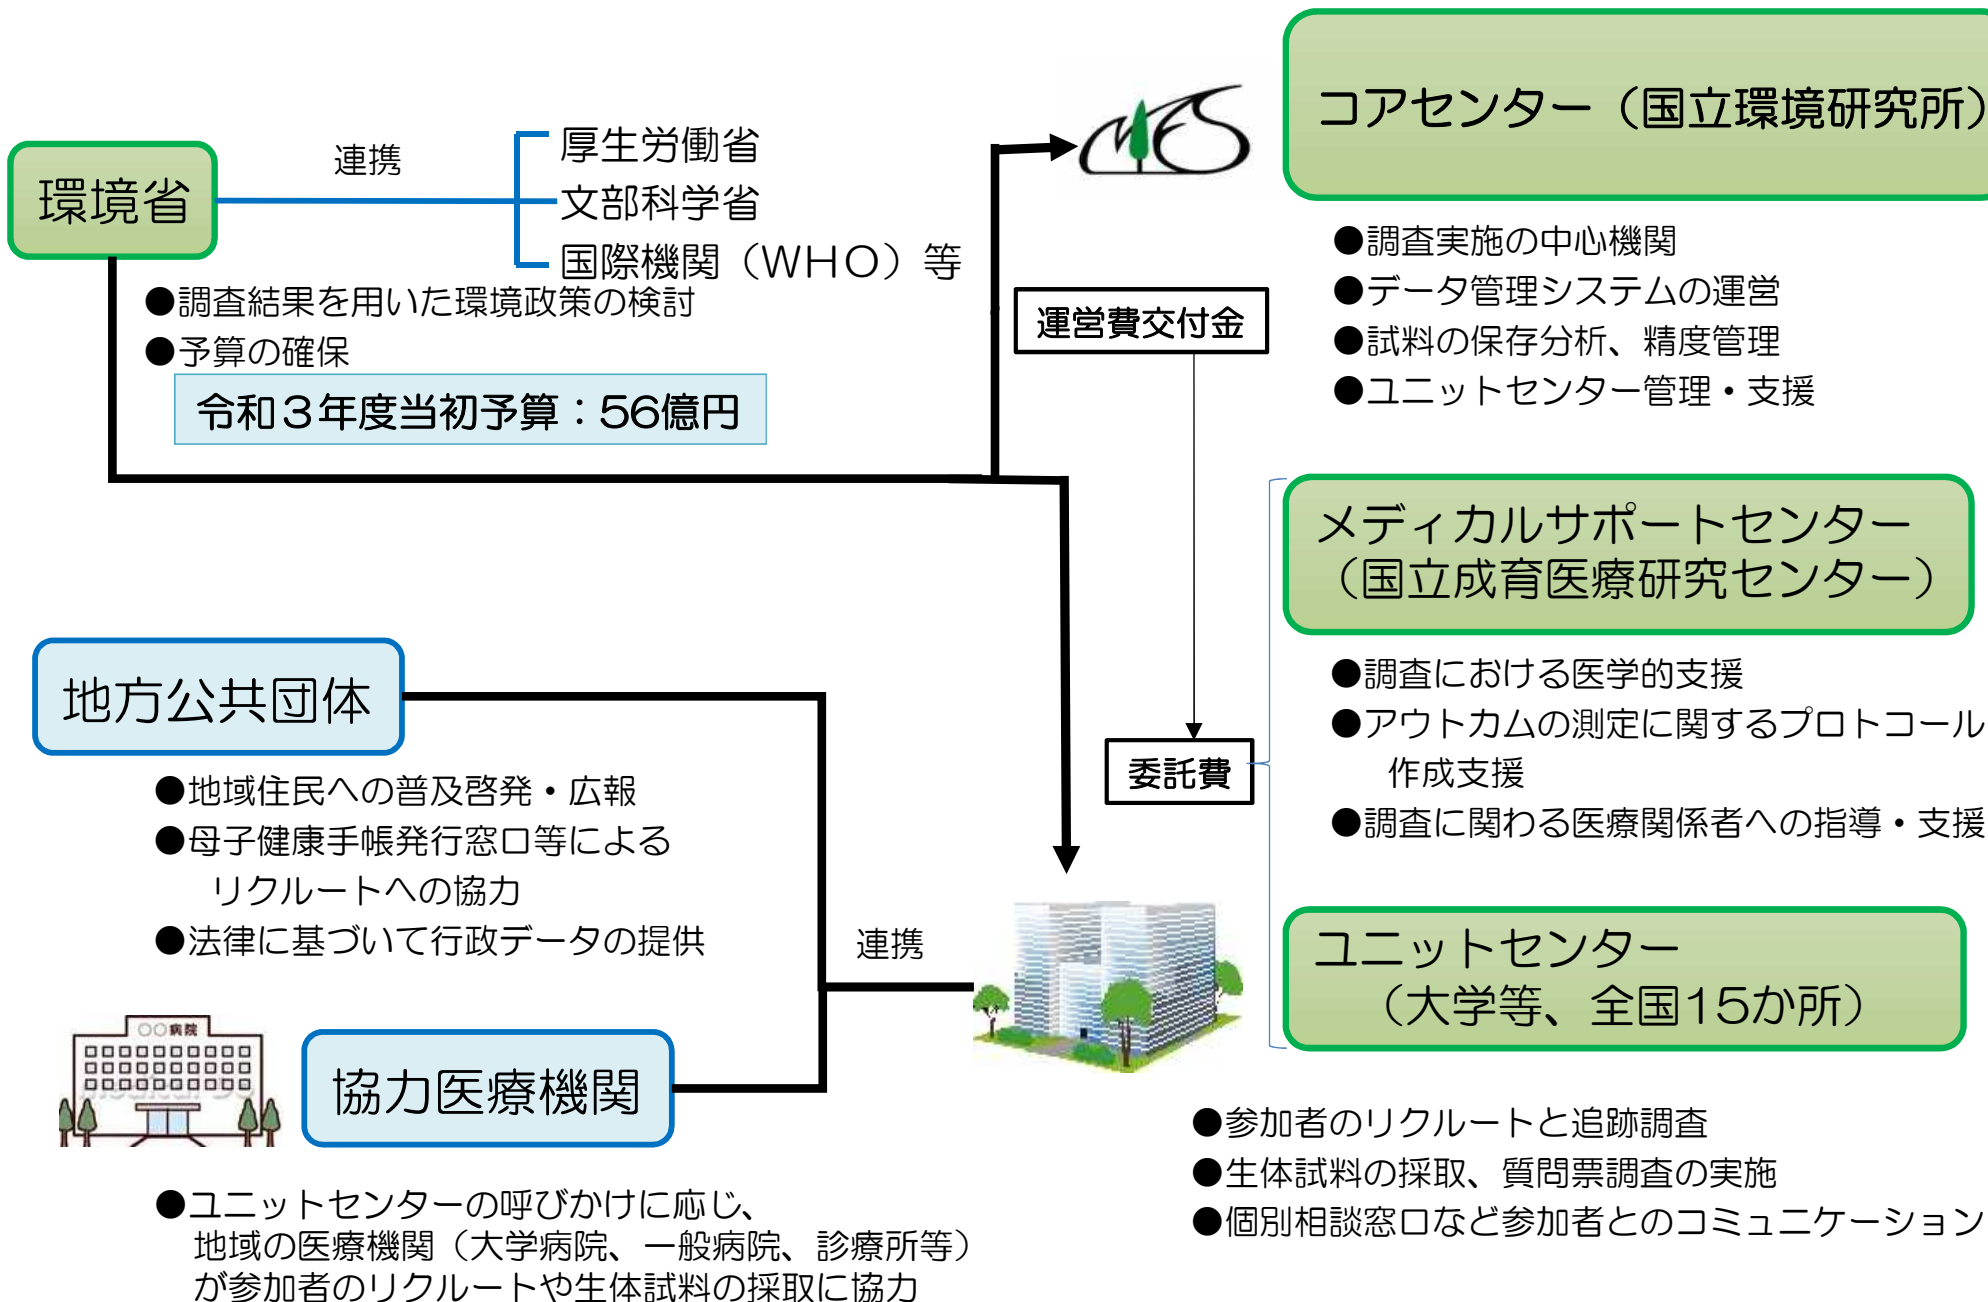 環境省
連携
厚生労働省
文部科学省
国際機関（WHO）等
●調査結果を用いた環境政策の検討
●予算の確保
令和３年度当初予算：56億円
コアセンター（国立環境研究所）
●調査実施の中心機関
●データ管理システムの運営
●試料の保存分析、精度管理
●ユニットセンター管理・支援
運営費交付金
委託費
メディカルサポートセンター
（国立成育医療研究センター）
●調査における医学的支援
●アウトカムの測定に関するプロトコール
作成支援
●調査に関わる医療関係者への指導・支援
地方公共団体
●地域住民への普及啓発・広報
●母子健康手帳発行窓口等による
リクルートへの協力
●法律に基づいて行政データの提供
連携
ユニットセンター
（大学等、全国15か所）
●参加者のリクルートと追跡調査
●生体試料の採取、質問票調査の実施
●個別相談窓口など参加者とのコミュニケーション
〇〇病院
協力医療機関
●ユニットセンターの呼びかけに応じ、
地域の医療機関（大学病院、一般病院、診療所等）
が参加者のリクルートや生体試料の採取に協力